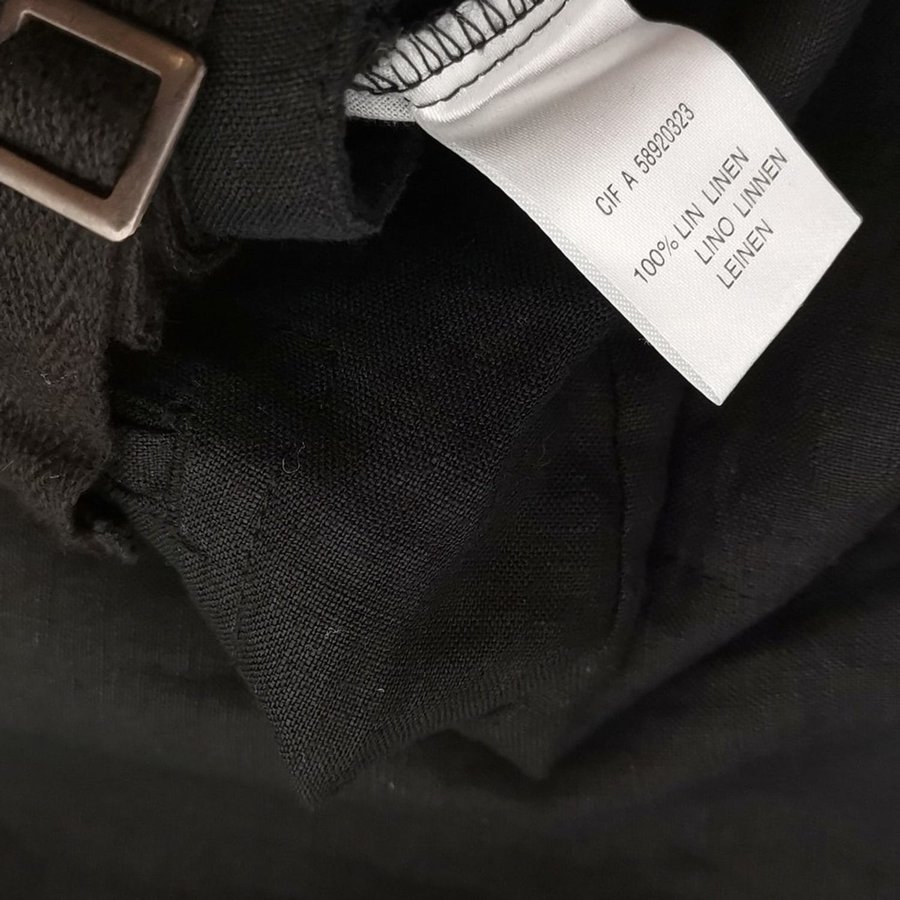 CIF A 58920323
100% LIN LINEN
LINO LINNEN
LEINEN